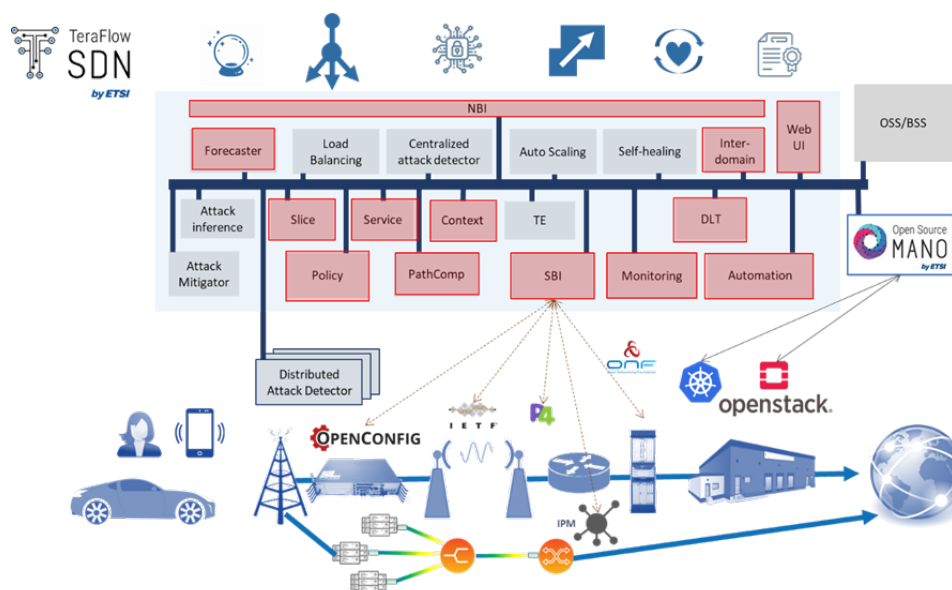 TeraFlow
SDN
by ETSI
NBI
OSS/BSS
Forecaster
Load
Balancing
Centralized
attack detector
Auto Scaling
Self-healing
Inter-
domain
Web
UI
Attack
inference
Slice
Service
Context
TE
DLT
Open Source
MANO
by ETSI
Attack
Mitigator
Policy
PathComp
SBI
Monitoring
Automation
Distributed
Attack Detector
ONF
OPENCONFIG
IETF
P4
openstack.
IPM